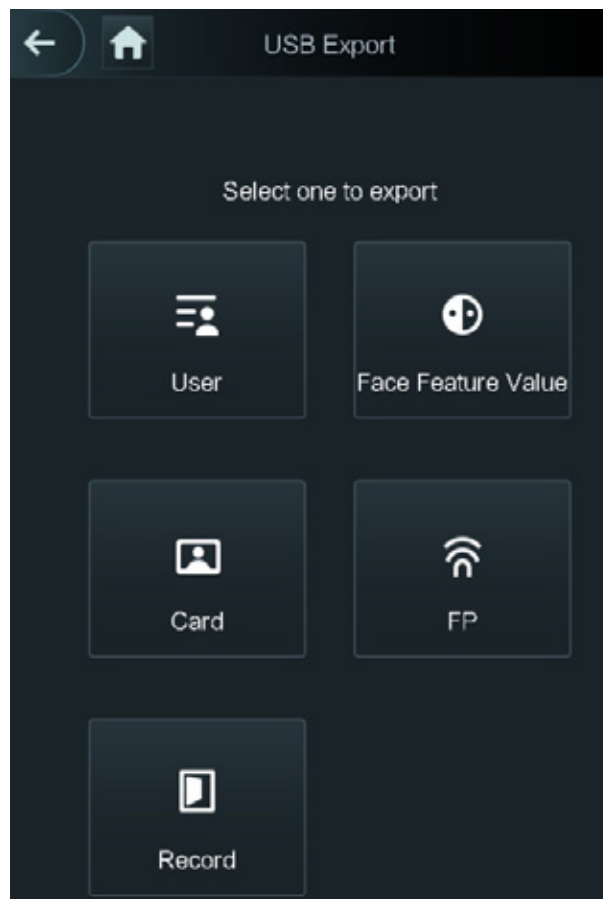 USB Export
Select one to export
User
Face Feature Value
Card
FP
Record